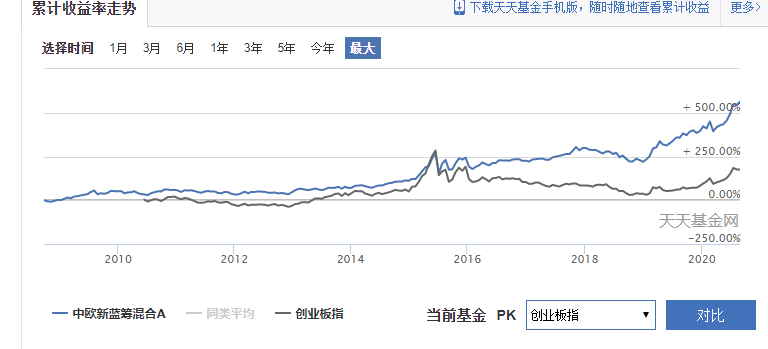 累计收益率走势
下载天天基金手机版，随时随地查看累计收益
更多>
选择时间 1月 3月 6月 1年 3年 5年 今年 最大
+ 500.00%
+ 250.00%
0.00%
天天基金网
-250.00%
2010 2012 2014 2016 2018 2020
中欧新蓝筹混合A 同类平均 创业板指
当前基金 PK 创业板指 ▼ 对比